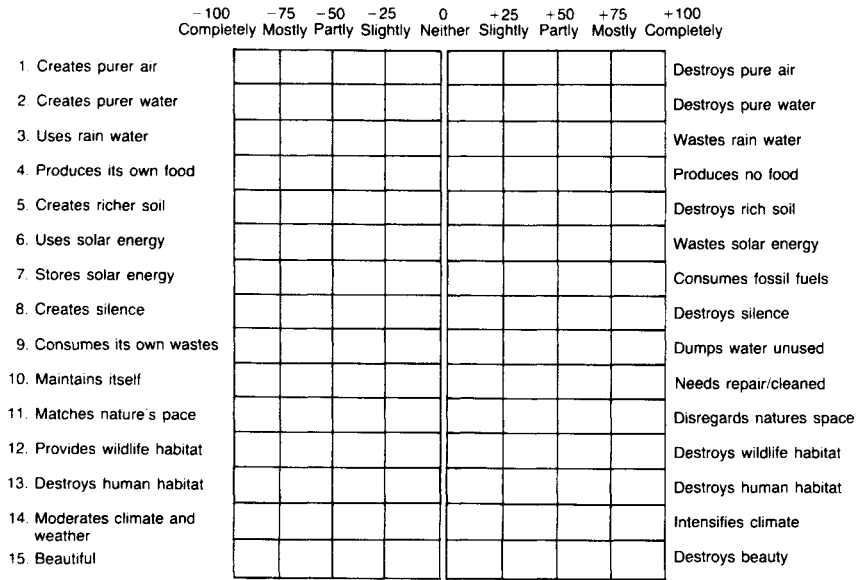 −100 −75 −50 −25 0 +25 +50 +75 +100
Completely Mostly Partly Slightly Neither Slightly Partly Mostly Completely
1. Creates purer air Destroys pure air
2. Creates purer water Destroys pure water
3. Uses rain water Wastes rain water
4. Produces its own food Produces no food
5. Creates richer soil Destroys rich soil
6. Uses solar energy Wastes solar energy
7. Stores solar energy Consumes fossil fuels
8. Creates silence Destroys silence
9. Consumes its own wastes Dumps water unused
10. Maintains itself Needs repair/cleaned
11. Matches nature's pace Disregards natures space
12. Provides wildlife habitat Destroys wildlife habitat
13. Destroys human habitat Destroys human habitat
14. Moderates climate and Intensifies climate
weather
15. Beautiful Destroys beauty